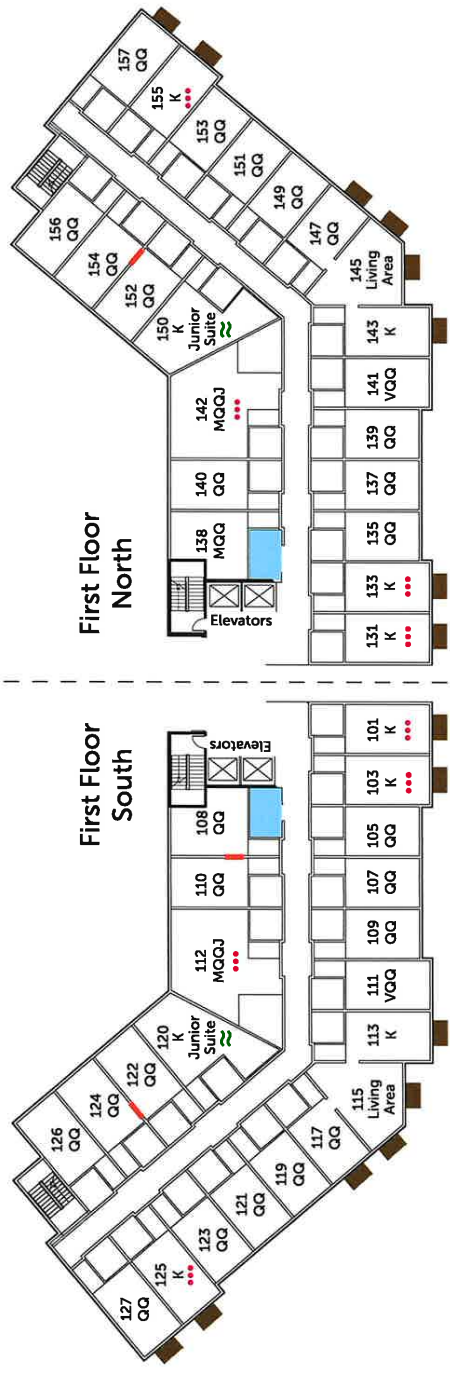 First Floor
North
157
QQ
155
K
153
QQ
151
QQ
149
QQ
147
QQ
145
Living
Area
143
K
141
VQQ
139
QQ
137
QQ
135
QQ
133
K
131
K
156
QQ
154
QQ
152
QQ
150
K
Junior
Suite
142
MQQJ
140
QQ
138
MQQ
Elevators
First Floor
South
Elevators
108
QQ
110
QQ
112
MQQJ
120
K
Junior
Suite
122
QQ
124
QQ
126
QQ
101
K
103
K
105
QQ
107
QQ
109
QQ
111
VQQ
113
K
115
Living
Area
117
QQ
119
QQ
121
QQ
123
QQ
125
K
127
QQ